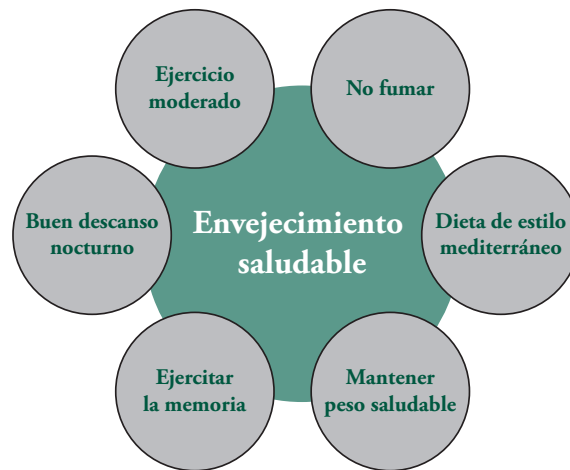 Ejercicio
moderado
No fumar
Buen descanso
nocturno
Envejecimiento
saludable
Dieta de estilo
mediterráneo
Ejercitar
la memoria
Mantener
peso saludable